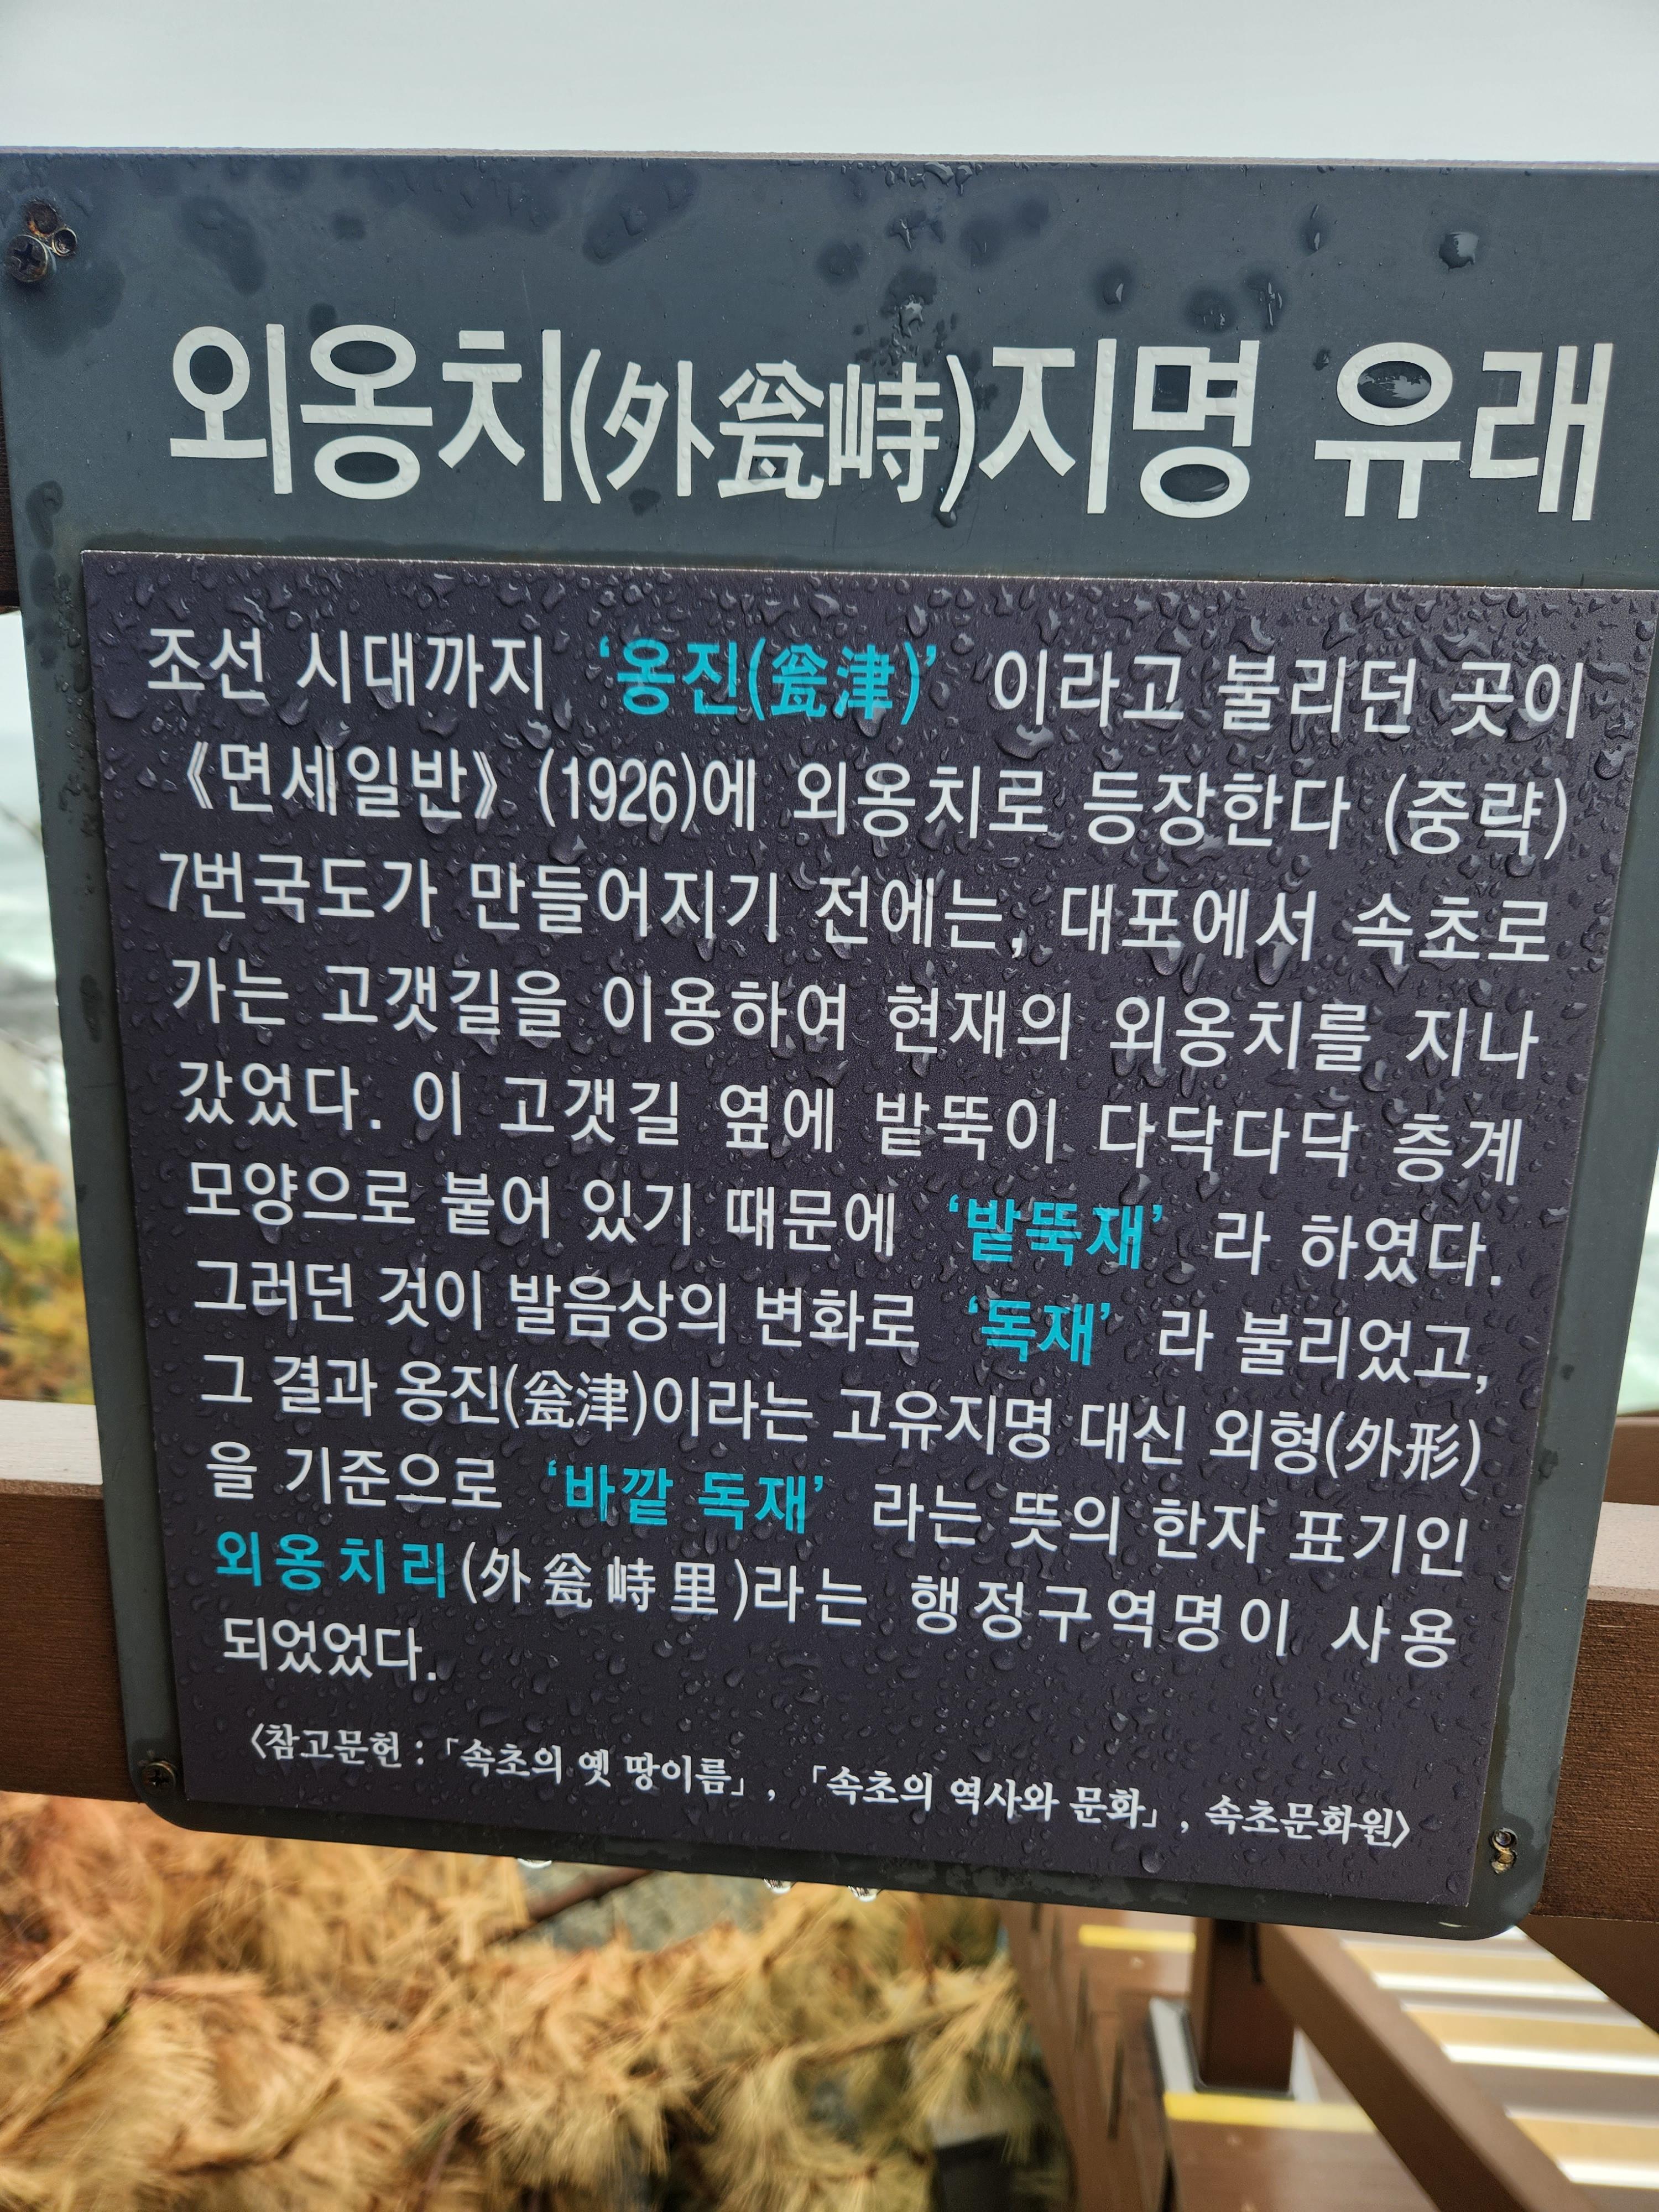 외옹치(外瓮峙)지명 유래
조선 시대까지 ‘옹진(瓮津)’ 이라고 불리던 곳이
《면세일반》 (1926)에 외옹치로 등장한다 (중략)
7번국도가 만들어지기 전에는, 대포에서 속초로
가는 고갯길을 이용하여 현재의 외옹치를 지나
갔었다. 이 고갯길 옆에 밭뚝이 다닥다닥 층계
모양으로 붙어 있기 때문에 ‘밭뚝재’ 라 하였다.
그러던 것이 발음상의 변화로 ‘독재’ 라 불리었고,
그 결과 옹진(瓮津)이라는 고유지명 대신 외형(外形)
을 기준으로 ‘바깥 독재’ 라는 뜻의 한자 표기인
외옹치리(外瓮峙里)라는 행정구역명이 사용
되었었다.
〈참고문헌 : 「속초의 옛 땅이름」, 「속초의 역사와 문화」, 속초문화원〉